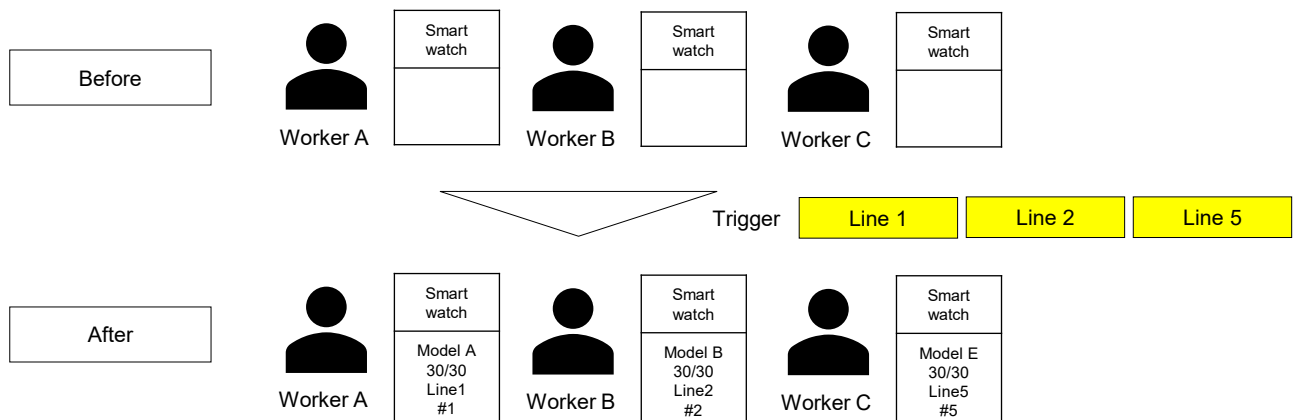 Before
Smart
watch
Smart
watch
Smart
watch
Worker A
Worker B
Worker C
Trigger
Line 1
Line 2
Line 5
After
Smart
watch
Smart
watch
Smart
watch
Model A
30/30
Line1
#1
Model B
30/30
Line2
#2
Model E
30/30
Line5
#5
Worker A
Worker B
Worker C